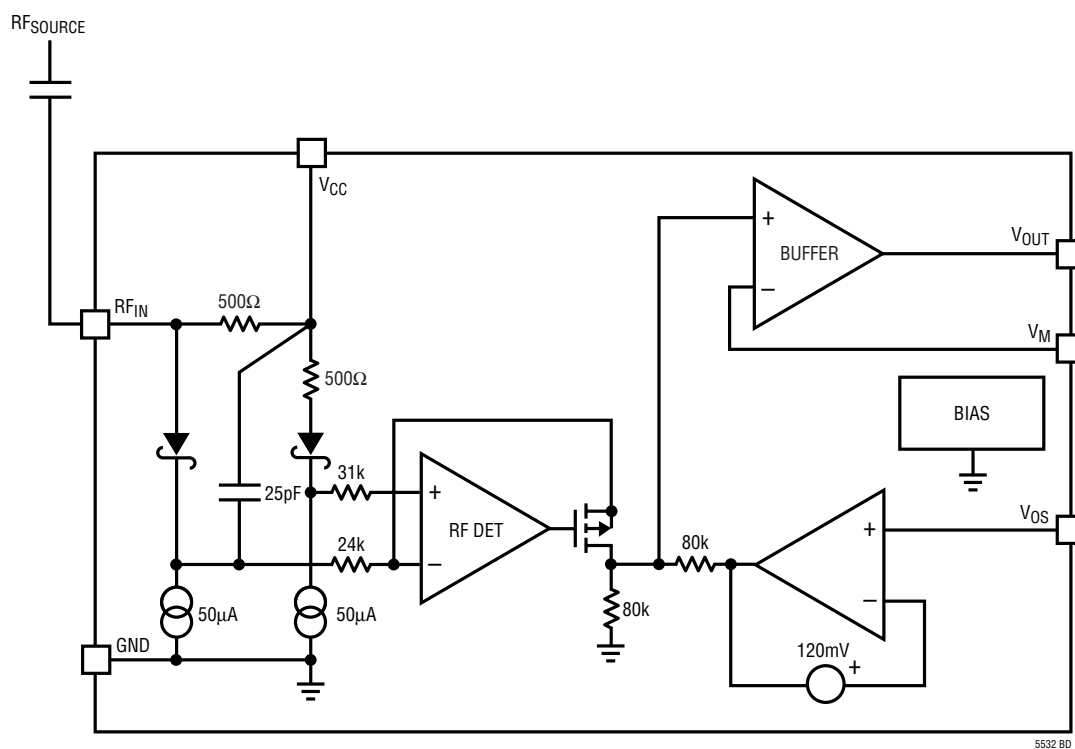 RFSOURCE
VCC
RFIN
500Ω
500Ω
25pF
31k
24k
+
−
RF DET
50µA
50µA
GND
80k
80k
+
−
BUFFER
VOUT
VM
BIAS
VOS
+
−
120mV
+
5532 BD